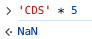 > 'CDS' * 5
<· NaN